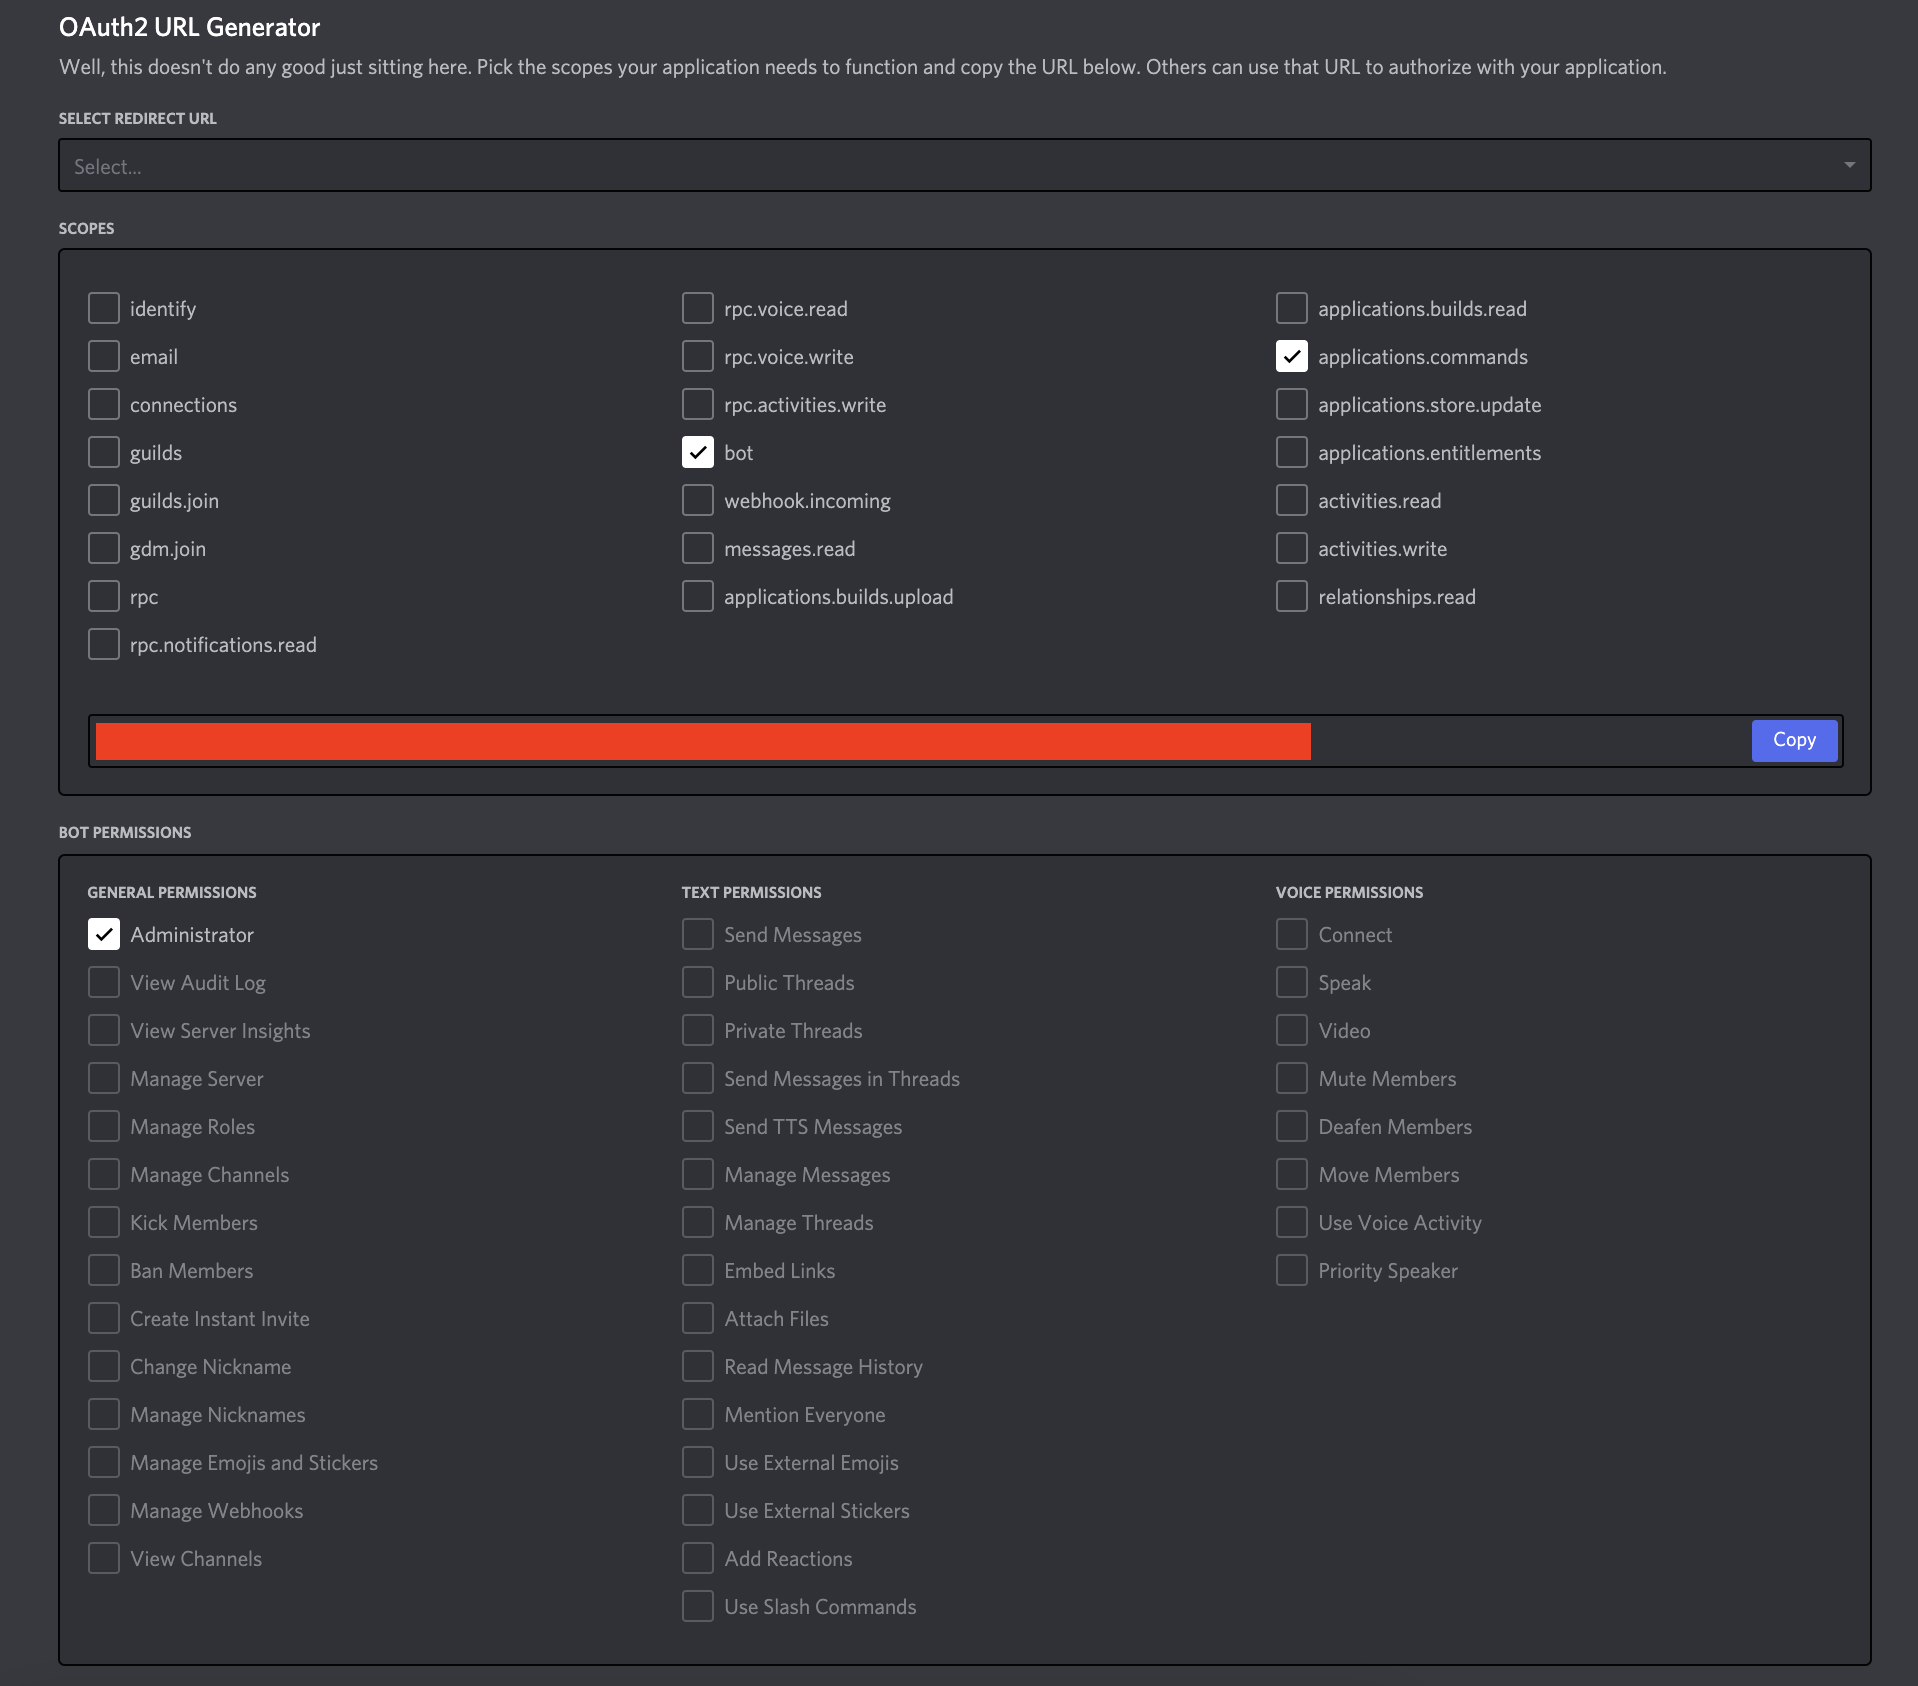 OAuth2 URL Generator
Well, this doesn't do any good just sitting here. Pick the scopes your application needs to function and copy the URL below. Others can use that URL to authorize with your application.
SELECT REDIRECT URL
Select...
SCOPES
identify
email
connections
guilds
guilds.join
gdm.join
rpc
rpc.notifications.read
rpc.voice.read
rpc.voice.write
rpc.activities.write
bot
webhook.incoming
messages.read
applications.builds.upload
applications.builds.read
applications.commands
applications.store.update
applications.entitlements
activities.read
activities.write
relationships.read
Copy
BOT PERMISSIONS
GENERAL PERMISSIONS
Administrator
View Audit Log
View Server Insights
Manage Server
Manage Roles
Manage Channels
Kick Members
Ban Members
Create Instant Invite
Change Nickname
Manage Nicknames
Manage Emojis and Stickers
Manage Webhooks
View Channels
TEXT PERMISSIONS
Send Messages
Public Threads
Private Threads
Send Messages in Threads
Send TTS Messages
Manage Messages
Manage Threads
Embed Links
Attach Files
Read Message History
Mention Everyone
Use External Emojis
Use External Stickers
Add Reactions
Use Slash Commands
VOICE PERMISSIONS
Connect
Speak
Video
Mute Members
Deafen Members
Move Members
Use Voice Activity
Priority Speaker